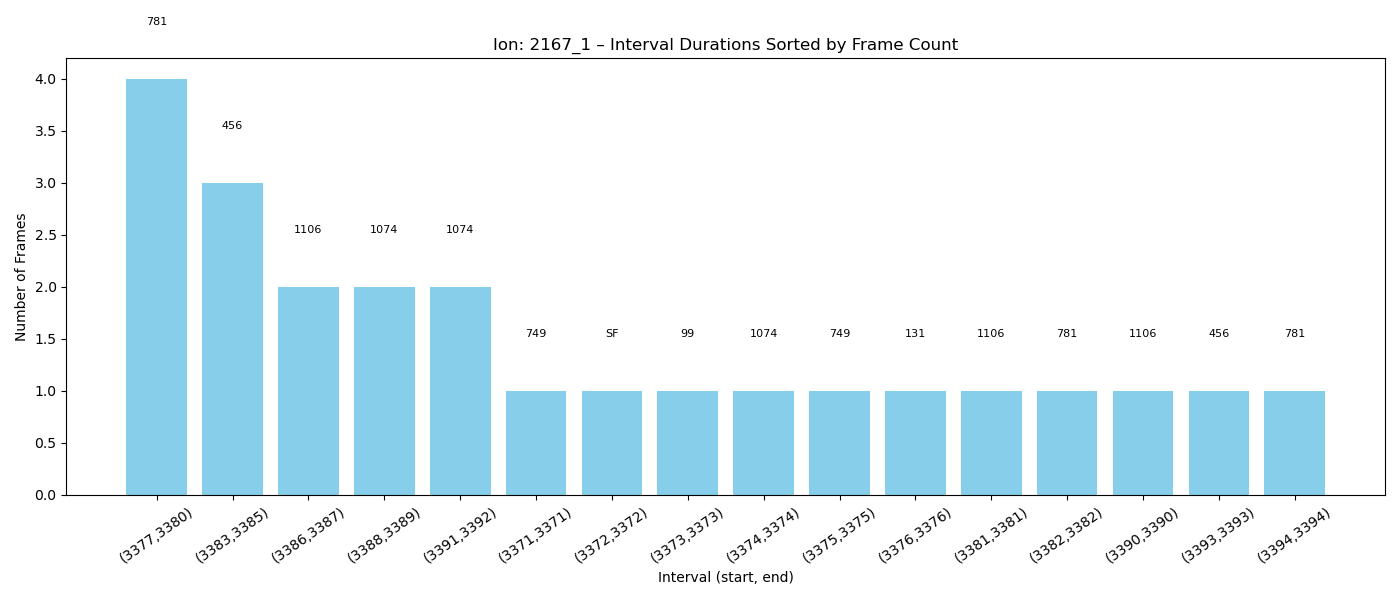 781
Ion: 2167_1 – Interval Durations Sorted by Frame Count
4.0
3.5
3.0
2.5
2.0
1.5
1.0
0.5
0.0
Number of Frames
456
1106 1074 1074
749 SF 99 1074 749 131 1106 781 1106 456 781
(3377,3380) (3383,3385) (3386,3387) (3388,3389) (3391,3392) (3371,3371) (3372,3372) (3373,3373) (3374,3374) (3375,3375) (3376,3376) (3381,3381) (3382,3382) (3390,3390) (3393,3393) (3394,3394)
Interval (start, end)